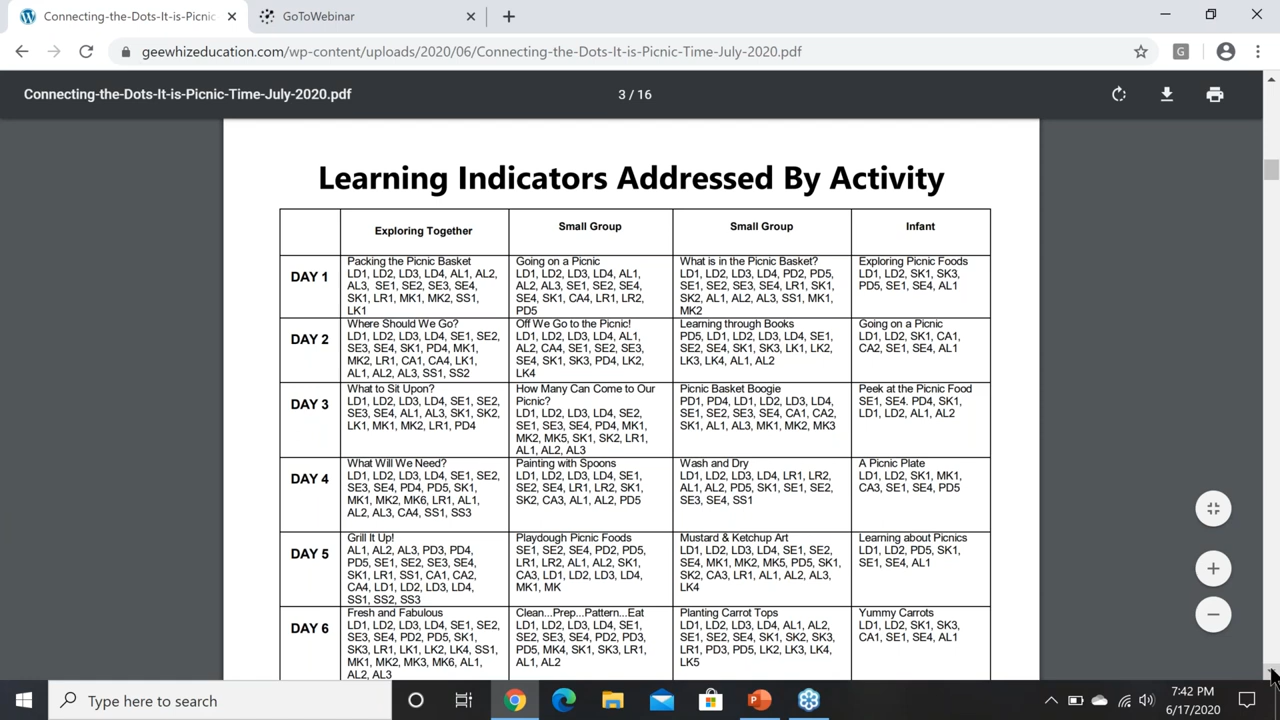 Connecting-the-Dots-It-is-Picnic
GoToWebinar
geewhizeducation.com/wp-content/uploads/2020/06/Connecting-the-Dots-It-is-Picnic-Time-July-2020.pdf
G
Connecting-the-Dots-It-is-Picnic-Time-July-2020.pdf
3 / 16
Learning Indicators Addressed By Activity
Exploring Together
Small Group
Small Group
Infant
DAY 1
Packing the Picnic Basket
LD1, LD2, LD3, LD4, AL1, AL2,
AL3, SE1, SE2, SE3, SE4,
SK1, LR1, MK1, MK2, SS1,
LK1
Going on a Picnic
LD1, LD2, LD3, LD4, AL1,
AL2, AL3, SE1, SE2, SE4,
SE4, SK1, CA4, LR1, LR2,
PD5
What is in the Picnic Basket?
LD1, LD2, LD3, LD4, PD2, PD5,
SE1, SE2, SE3, SE4, LR1, SK1,
SK2, AL1, AL2, AL3, SS1, MK1,
MK2
Exploring Picnic Foods
LD1, LD2, SK1, SK3,
PD5, SE1, SE4, AL1
DAY 2
Where Should We Go?
LD1, LD2, LD3, LD4, SE1, SE2,
SE3, SE4, SK1, PD4, MK1,
MK2, LR1, CA1, CA4, LK1,
AL1, AL2, AL3, SS1, SS2
Off We Go to the Picnic!
LD1, LD2, LD3, LD4, AL1,
AL2, CA4, SE1, SE2, SE3,
SE4, SK1, SK3, PD4, LK2,
LK4
Learning through Books
PD5, LD1, LD2, LD3, LD4, SE1,
SE2, SE4, SK1, SK3, LK1, LK2,
LK3, LK4, AL1, AL2
Going on a Picnic
LD1, LD2, SK1, CA1,
CA2, SE1, SE4, AL1
DAY 3
What to Sit Upon?
LD1, LD2, LD3, LD4, SE1, SE2,
SE3, SE4, AL1, AL3, SK1, SK2,
LK1, MK1, MK2, LR1, PD4
How Many Can Come to Our
Picnic?
LD1, LD2, LD3, LD4, SE2,
SE1, SE3, SE4, PD4, MK1,
MK2, MK5, SK1, SK2, LR1,
AL1, AL2, AL3
Picnic Basket Boogie
PD1, PD4, LD1, LD2, LD3, LD4,
SE1, SE2, SE3, SE4, CA1, CA2,
SK1, AL1, AL3, MK1, MK2, MK3
Peek at the Picnic Food
SE1, SE4. PD4, SK1,
LD1, LD2, AL1, AL2
DAY 4
What Will We Need?
LD1, LD2, LD3, LD4, SE1, SE2,
SE3, SE4, PD4, PD5, SK1,
MK1, MK2, MK6, LR1, AL1,
AL2, AL3, CA4, SS1, SS3
Painting with Spoons
LD1, LD2, LD3, LD4, SE1,
SE2, SE4, LR1, LR2, SK1,
SK2, CA3, AL1, AL2, PD5
Wash and Dry
LD1, LD2, LD3, LD4, LR1, LR2,
AL1, AL2, PD5, SK1, SE1, SE2,
SE3, SE4, SS1
A Picnic Plate
LD1, LD2, SK1, MK1,
CA3, SE1, SE4, PD5
DAY 5
Grill It Up!
AL1, AL2, AL3, PD3, PD4,
PD5, SE1, SE2, SE3, SE4,
SK1, LR1, SS1, CA1, CA2,
CA4, LD1, LD2, LD3, LD4,
SS1, SS2, SS3
Playdough Picnic Foods
SE1, SE2, SE4, PD2, PD5,
LR1, LR2, AL1, AL2, SK1,
CA3, LD1, LD2, LD3, LD4,
MK1, MK
Mustard & Ketchup Art
LD1, LD2, LD3, LD4, SE1, SE2,
SE4, MK1, MK2, MK5, PD5, SK1,
SK2, CA3, LR1, AL1, AL2, AL3,
LK4
Learning about Picnics
LD1, LD2, PD5, SK1,
SE1, SE4, AL1
DAY 6
Fresh and Fabulous
LD1, LD2, LD3, LD4, SE1, SE2,
SE3, SE4, PD2, PD5, SK1,
SK3, LR1, LK1, LK2, LK4, SS1,
MK1, MK2, MK3, MK6, AL1,
AL2, AL3
Clean...Prep...Pattern...Eat
LD1, LD2, LD3, LD4, SE1,
SE2, SE3, SE4, PD2, PD3,
PD5, MK4, SK1, SK3, LR1,
AL1, AL2
Planting Carrot Tops
LD1, LD2, LD3, LD4, AL1, AL2,
SE1, SE2, SE4, SK1, SK2, SK3,
LR1, PD3, PD5, LK2, LK3, LK4,
LK5
Yummy Carrots
LD1, LD2, SK1, SK3,
CA1, SE1, SE4, AL1
Type here to search
7:42 PM
6/17/2020